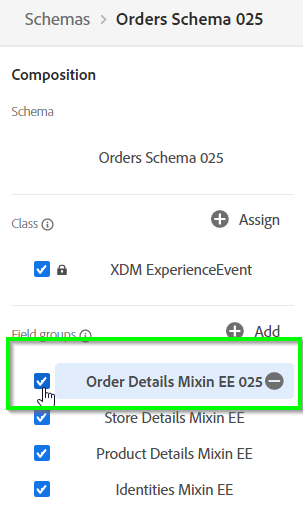 Schemas > Orders Schema 025
Composition
Schema
Orders Schema 025
Class
Assign
XDM ExperienceEvent
Field groups
Add
Order Details Mixin EE 025
Store Details Mixin EE
Product Details Mixin EE
Identities Mixin EE